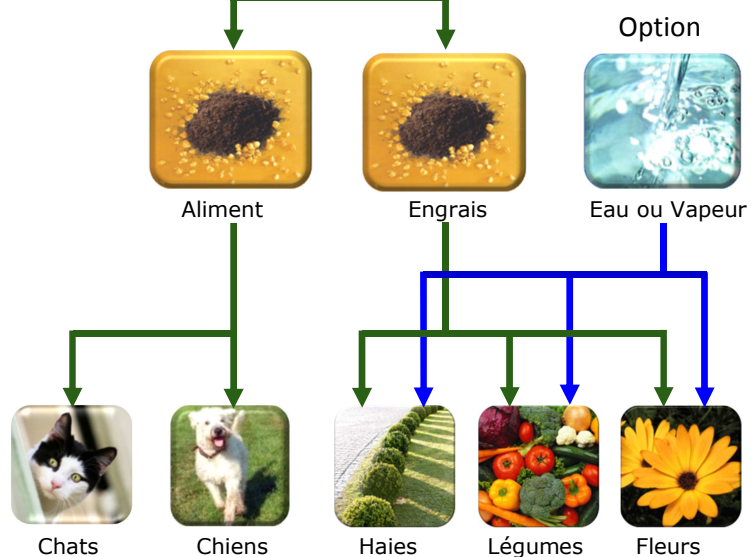 Option
Aliment
Engrais
Eau ou Vapeur
Chats
Chiens
Haies
Légumes
Fleurs